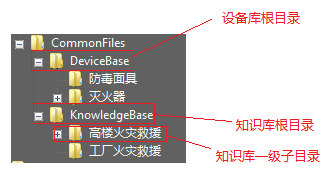 设备库根目录
CommonFiles
DeviceBase
防毒面具
灭火器
KnowledgeBase
知识库根目录
高楼火灾救援
知识库一级子目录
工厂火灾救援